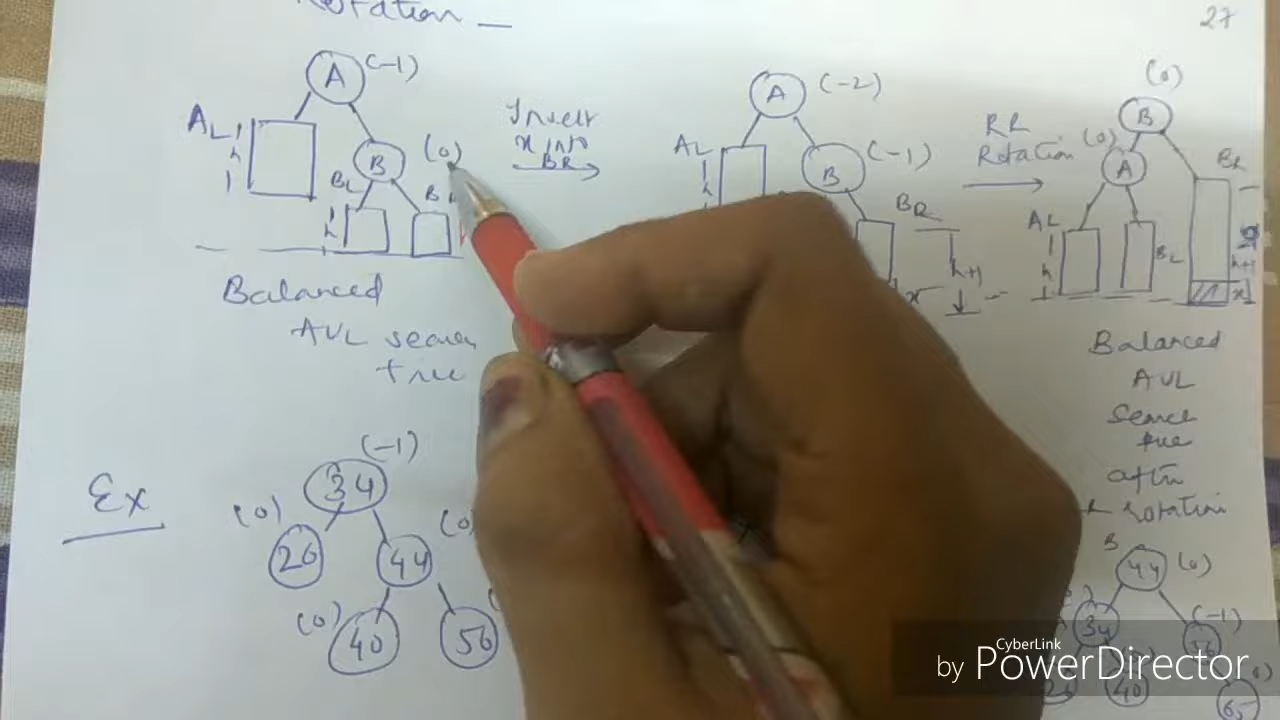 Rotation _
27
A (-1)
AL
h
B (0)
BL
h
Balanced
AVL search
tree
Insert
x into
BR
A (-2)
AL
h
B (-1)
BR
h+1
x
RR
Rotation
(0)
B
(0) A
AL
h
BL
BR
h+1
x
Balanced
AVL
Search
tree
after
rotation
Ex
(-1)
34
(0)
26
44
(0)
40
56
B 44 (0)
34
(-1)
56
40
65
CyberLink
by PowerDirector